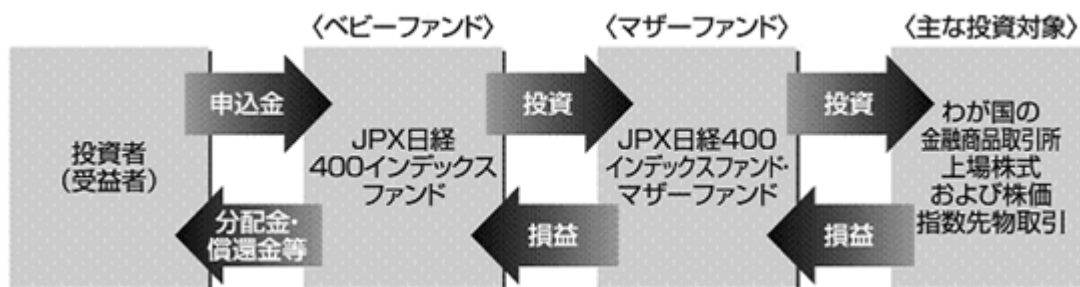 〈ベビーファンド〉
〈マザーファンド〉
〈主な投資対象〉
投資者
（受益者）
申込金
分配金・
償還金等
JPX日経
400インデックス
ファンド
投資
損益
JPX日経400
インデックスファンド・
マザーファンド
投資
損益
わが国の
金融商品取引所
上場株式
および株価
指数先物取引